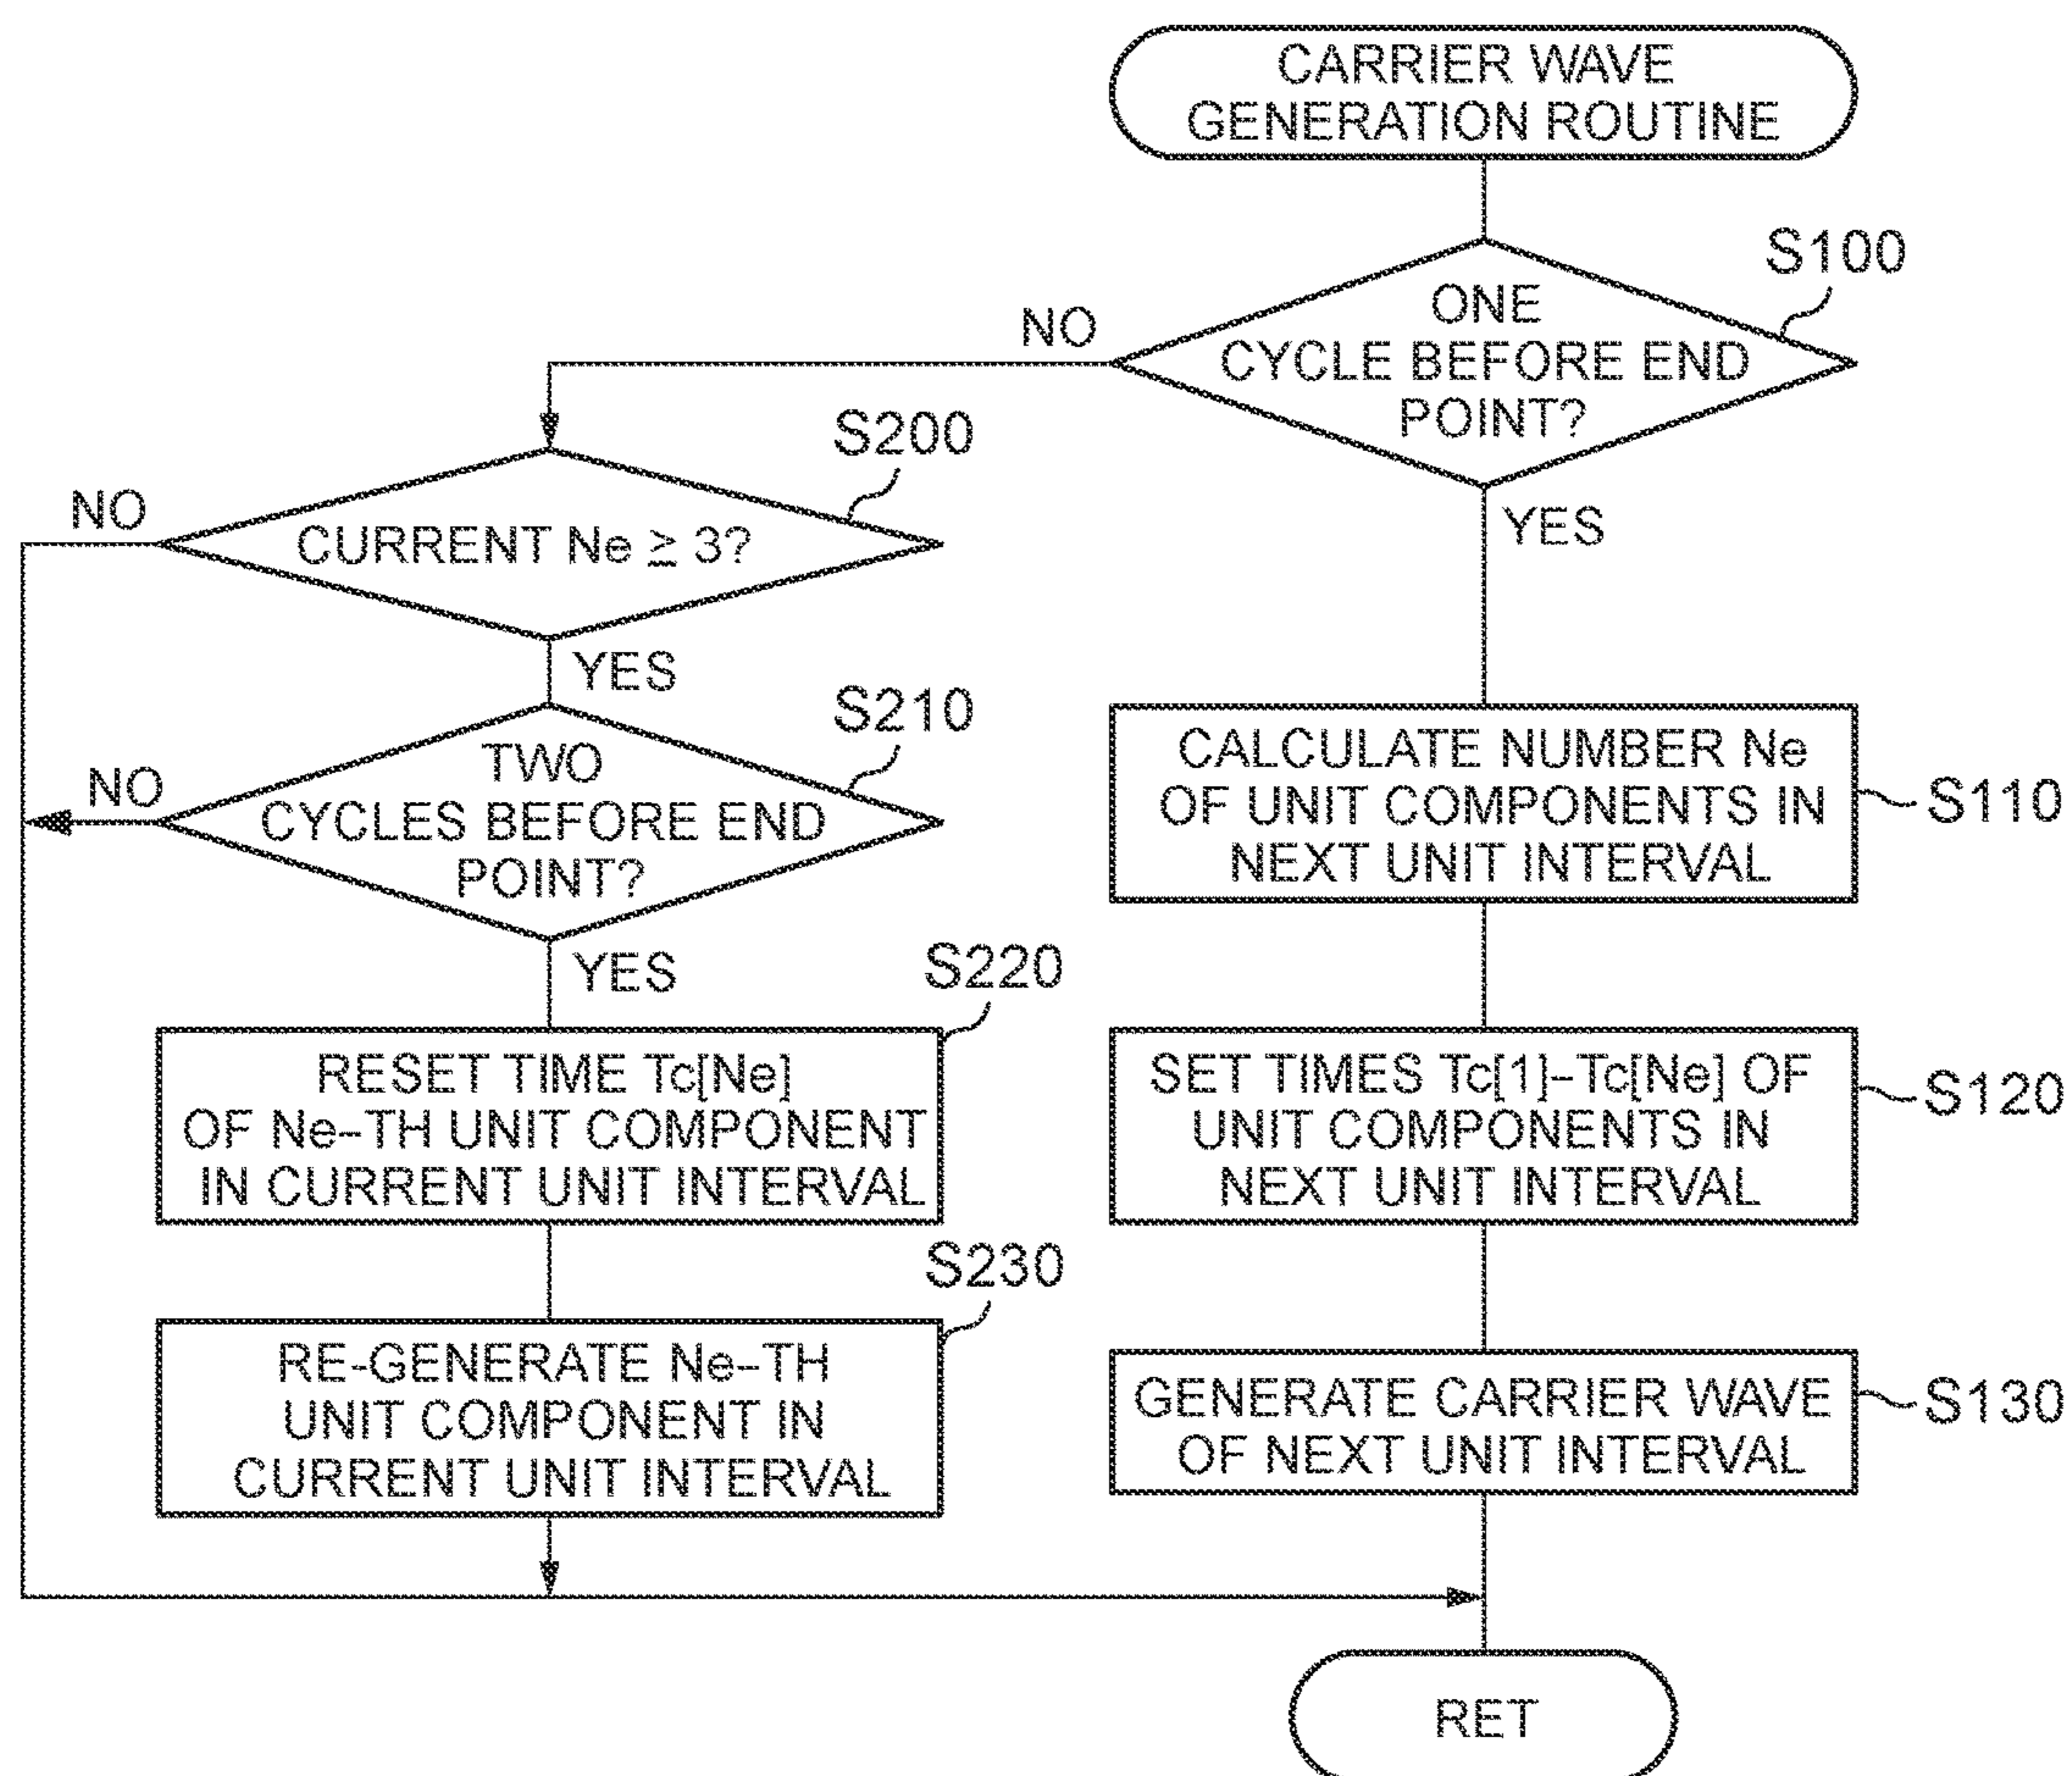 CARRIER WAVE
GENERATION ROUTINE
S100
ONE
CYCLE BEFORE END
POINT?
NO
YES
S200
CURRENT Ne ≥ 3?
NO
YES
S210
TWO
CYCLES BEFORE END
POINT?
NO
YES
S220
RESET TIME Tc[Ne]
OF Ne–TH UNIT COMPONENT
IN CURRENT UNIT INTERVAL
S230
RE-GENERATE Ne–TH
UNIT COMPONENT IN
CURRENT UNIT INTERVAL
CALCULATE NUMBER Ne
OF UNIT COMPONENTS IN
NEXT UNIT INTERVAL
S110
SET TIMES Tc[1]–Tc[Ne] OF
UNIT COMPONENTS IN
NEXT UNIT INTERVAL
S120
GENERATE CARRIER WAVE
OF NEXT UNIT INTERVAL
S130
RET